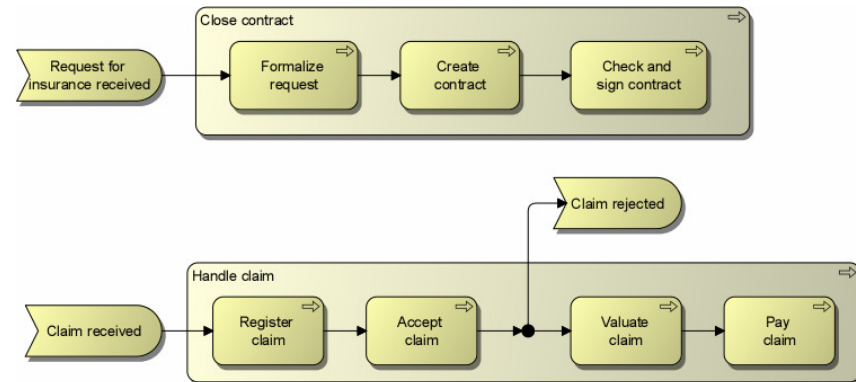 Close contract
Request for
insurance received
Formalize
request
Create
contract
Check and
sign contract
Claim rejected
Handle claim
Claim received
Register
claim
Accept
claim
Valuate
claim
Pay
claim